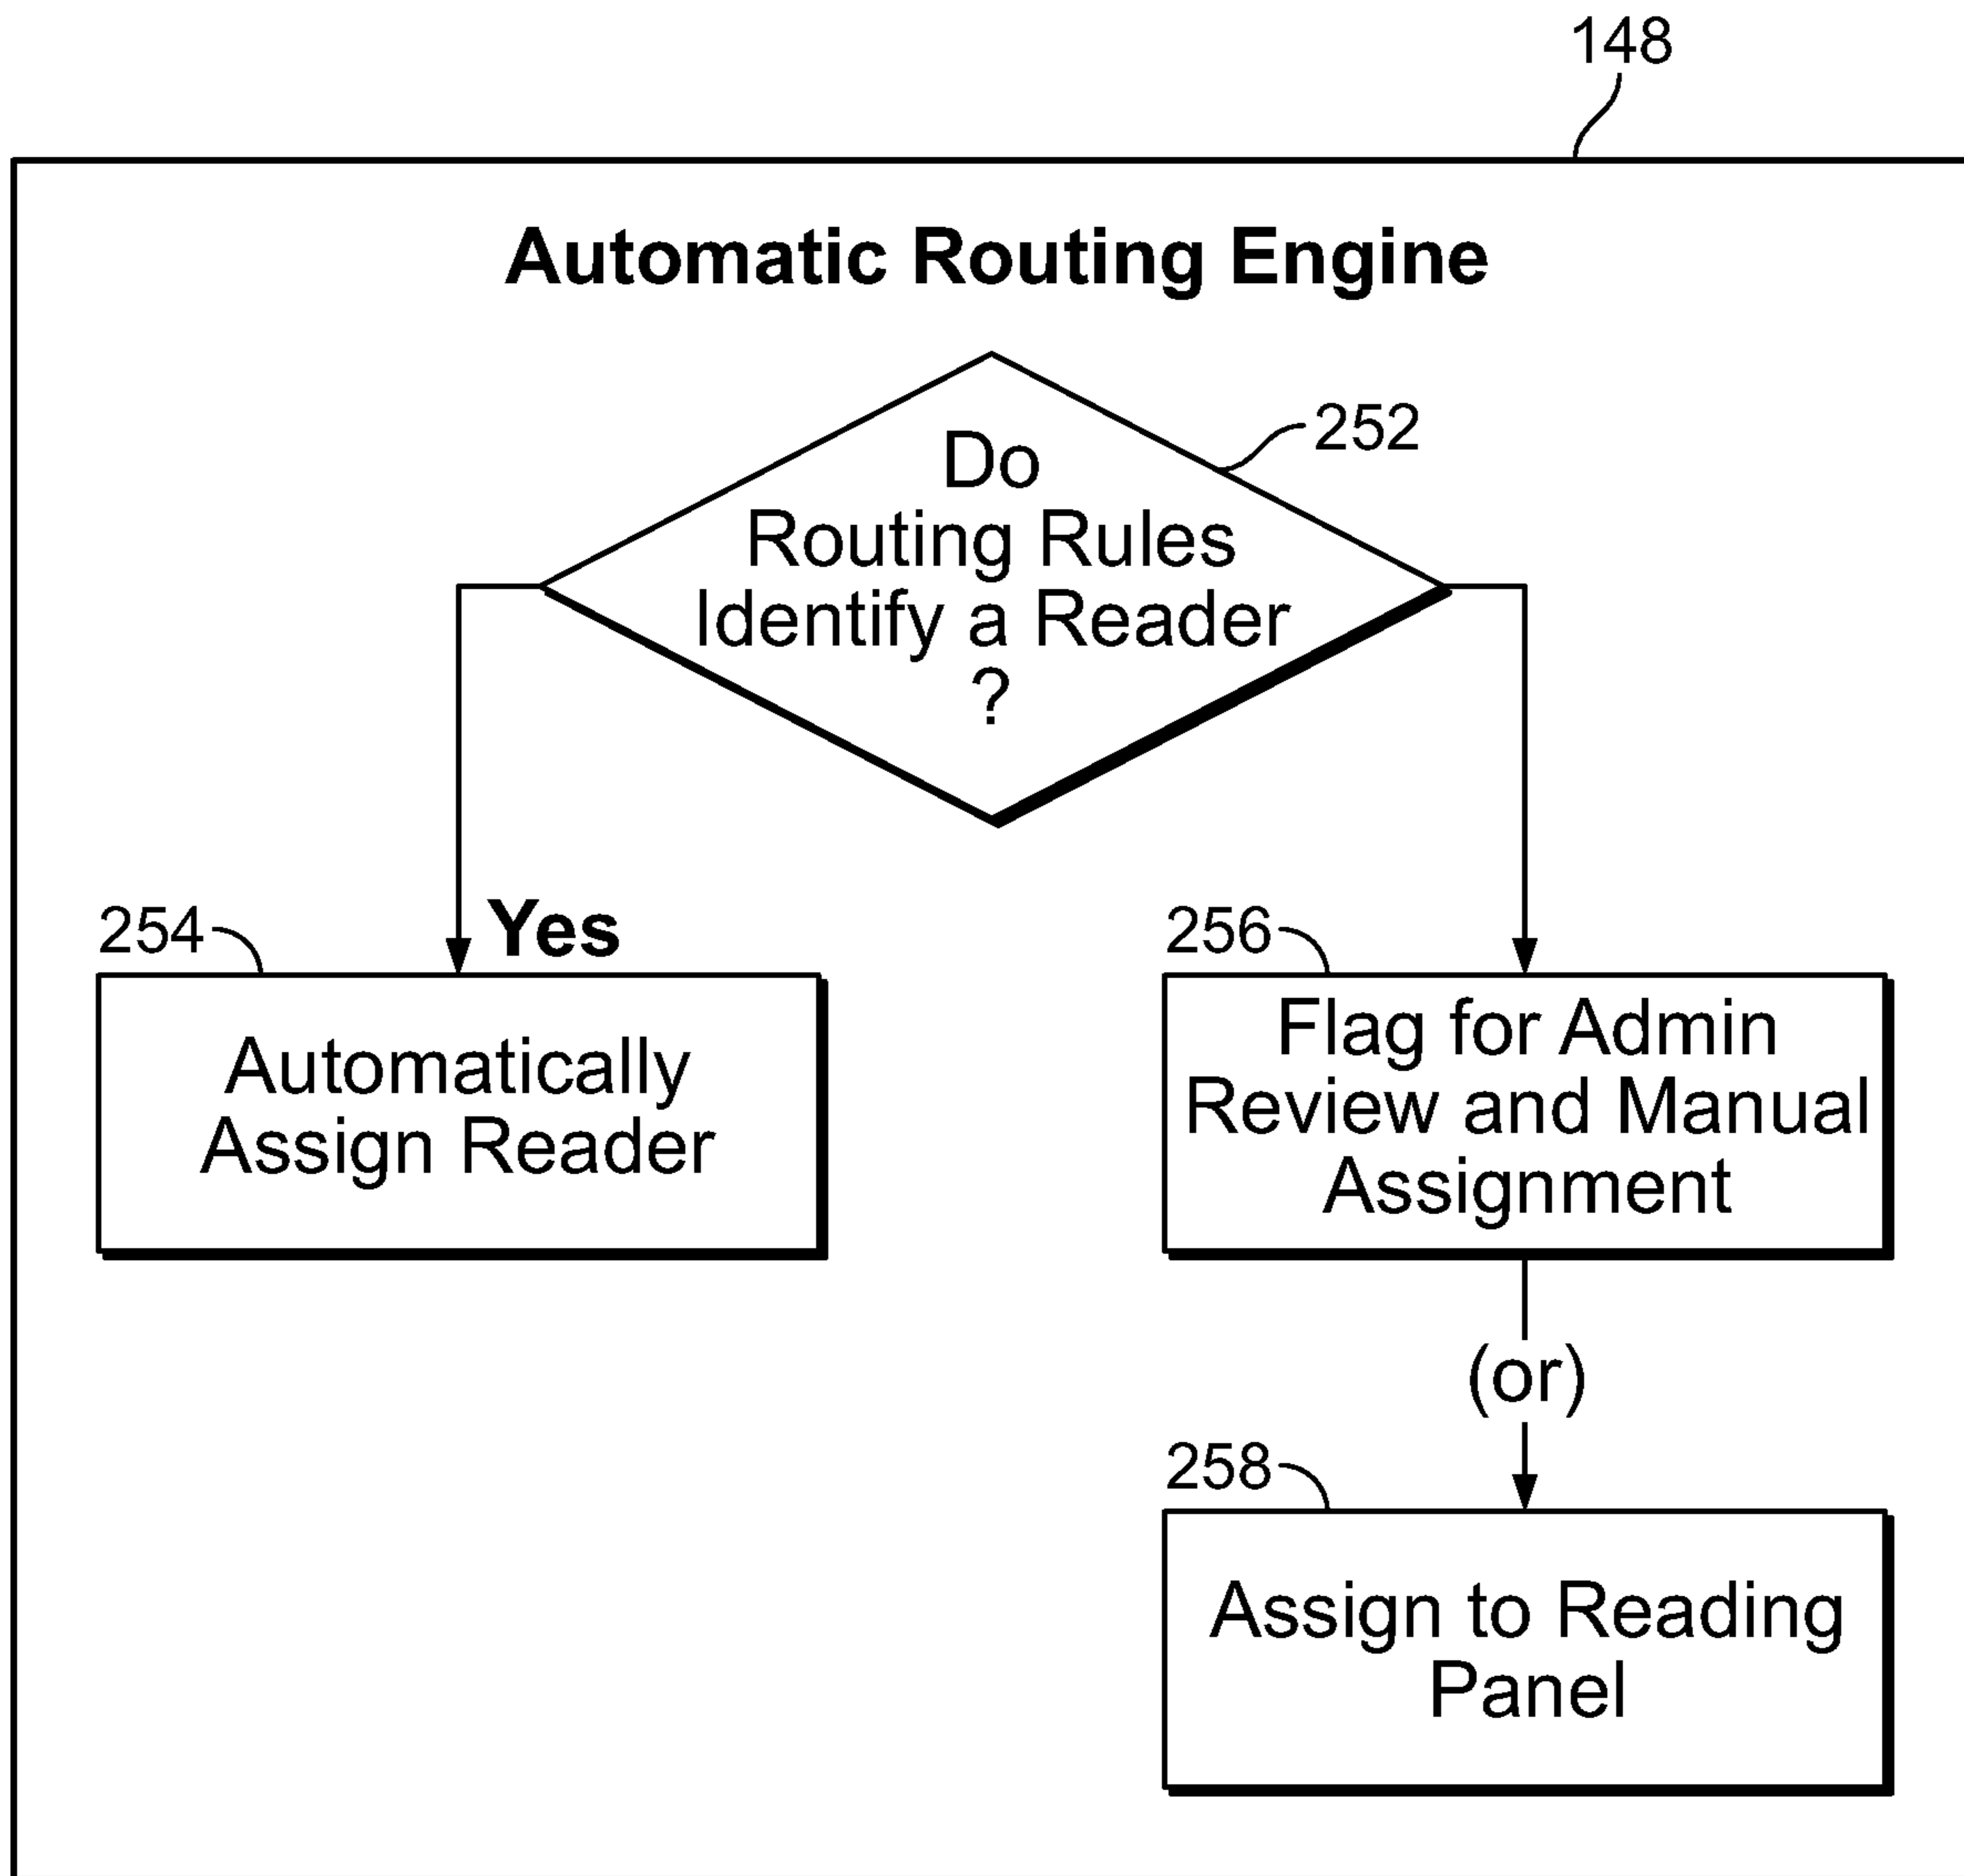 148
Automatic Routing Engine
Do
Routing Rules
Identify a Reader
?
252
254
Yes
Automatically
Assign Reader
256
Flag for Admin
Review and Manual
Assignment
(or)
258
Assign to Reading
Panel